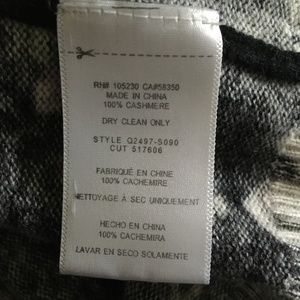 RN# 105230 CA#58350
MADE IN CHINA
100% CASHMERE
DRY CLEAN ONLY
STYLE Q2497-S090
CUT 517606
FABRIQUÉ EN CHINE
100% CACHEMIRE
NETTOYAGE À SEC UNIQUEMENT
HECHO EN CHINA
100% CACHEMIRA
LAVAR EN SECO SOLAMENTE